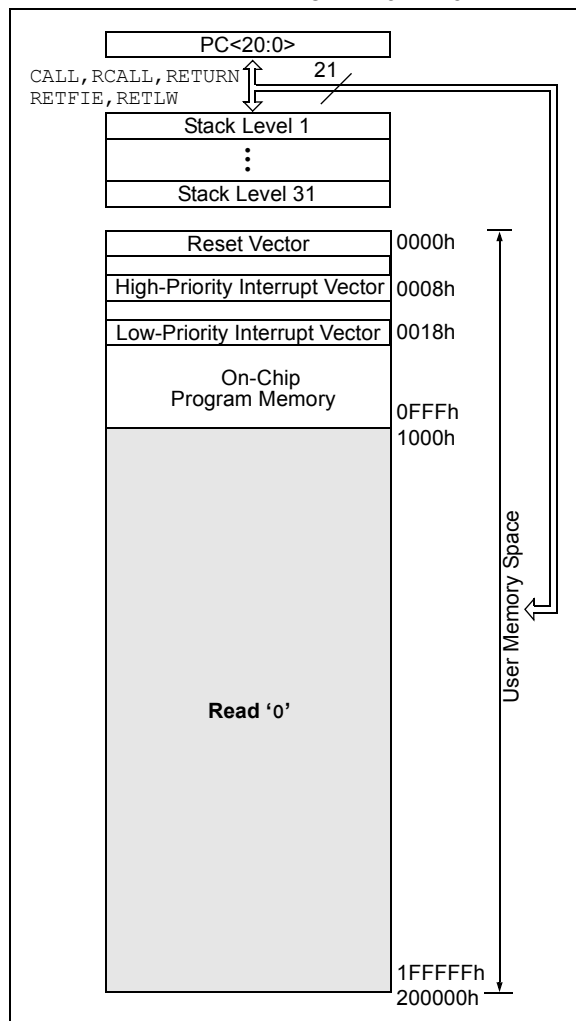 PC<20:0>
CALL,RCALL,RETURN
RETFIE,RETLW
21
Stack Level 1
Stack Level 31
Reset Vector
0000h
High-Priority Interrupt Vector
0008h
Low-Priority Interrupt Vector
0018h
On-Chip
Program Memory
0FFFh
1000h
User Memory Space
Read ‘0’
1FFFFFh
200000h